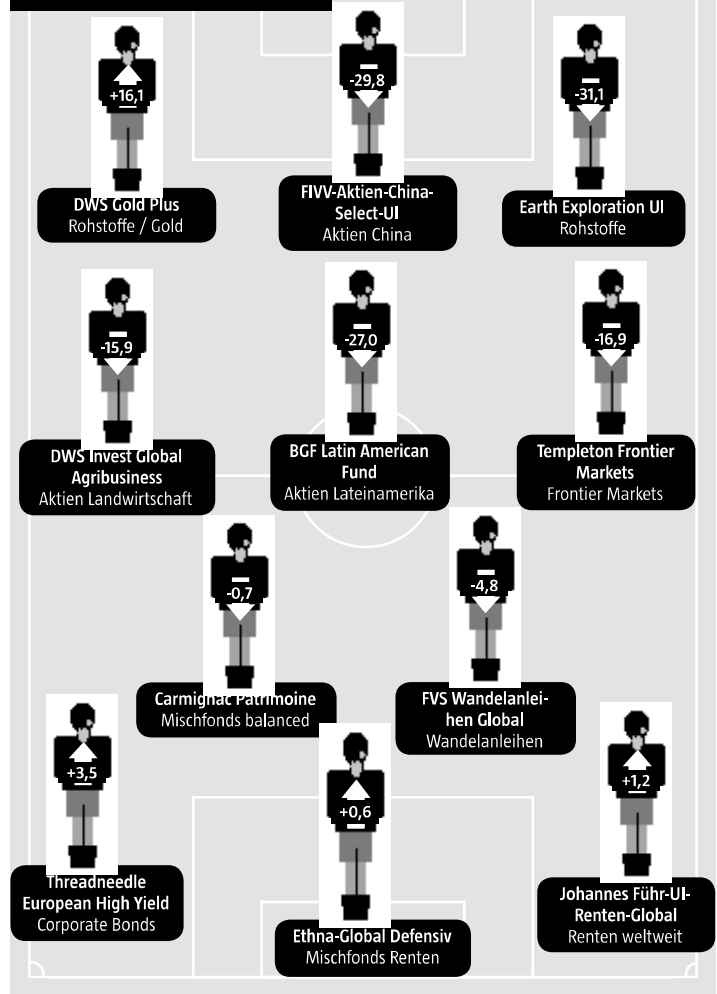 +16,1
DWS Gold Plus
Rohstoffe / Gold
-29,8
FIVV-Aktien-China-
Select-UI
Aktien China
-31,1
Earth Exploration UI
Rohstoffe
-15,9
DWS Invest Global
Agribusiness
Aktien Landwirtschaft
-27,0
BGF Latin American
Fund
Aktien Lateinamerika
-16,9
Templeton Frontier
Markets
Frontier Markets
-0,7
Carmignac Patrimoine
Mischfonds balanced
-4,8
FVS Wandelanlei-
hen Global
Wandelanleihen
+3,5
Threadneedle
European High Yield
Corporate Bonds
+0,6
Ethna-Global Defensiv
Mischfonds Renten
+1,2
Johannes Führ-UI-
Renten-Global
Renten weltweit